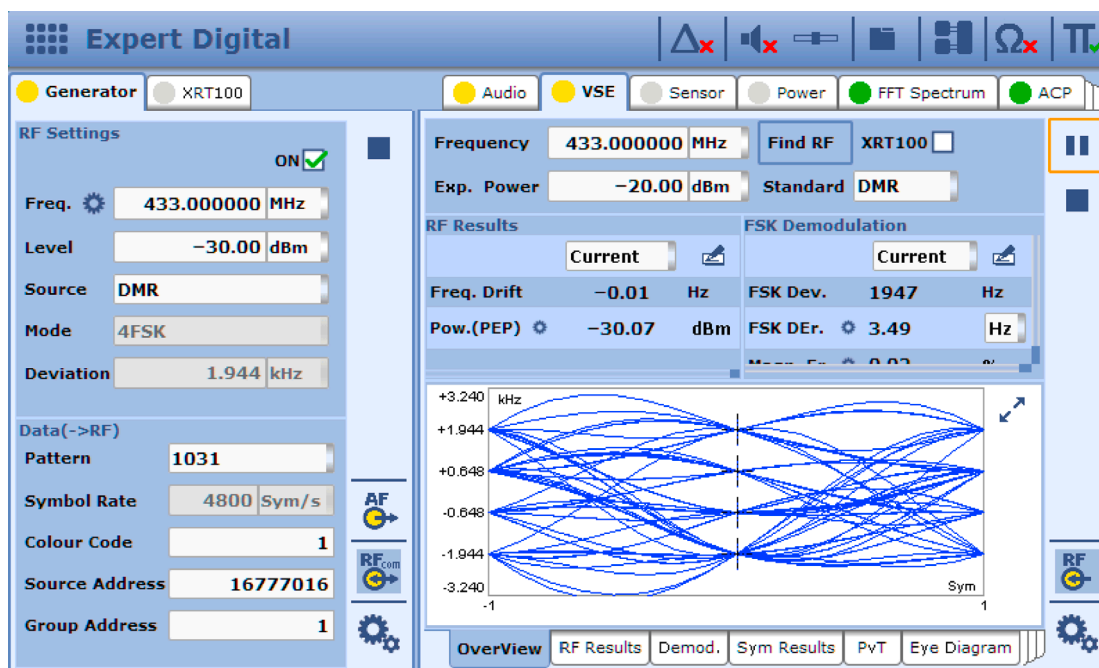 Expert Digital
Generator
XRT100
Audio
VSE
Sensor
Power
FFT Spectrum
ACP
RF Settings
ON
Freq. 433.000000 MHz
Level -30.00 dBm
Source DMR
Mode 4FSK
Deviation 1.944 kHz
Data(->RF)
Pattern 1031
Symbol Rate 4800 Sym/s
Colour Code 1
Source Address 16777016
Group Address 1
AF
RFcom
Frequency 433.000000 MHz Find RF XRT100
Exp. Power -20.00 dBm Standard DMR
RF Results
Current
Freq. Drift -0.01 Hz
Pow.(PEP) -30.07 dBm
FSK Demodulation
Current
FSK Dev. 1947 Hz
FSK DEr. 3.49 Hz
+3.240 kHz
+1.944
+0.648
-0.648
-1.944
-3.240
Sym
-1 1
OverView
RF Results
Demod.
Sym Results
PvT
Eye Diagram
RF